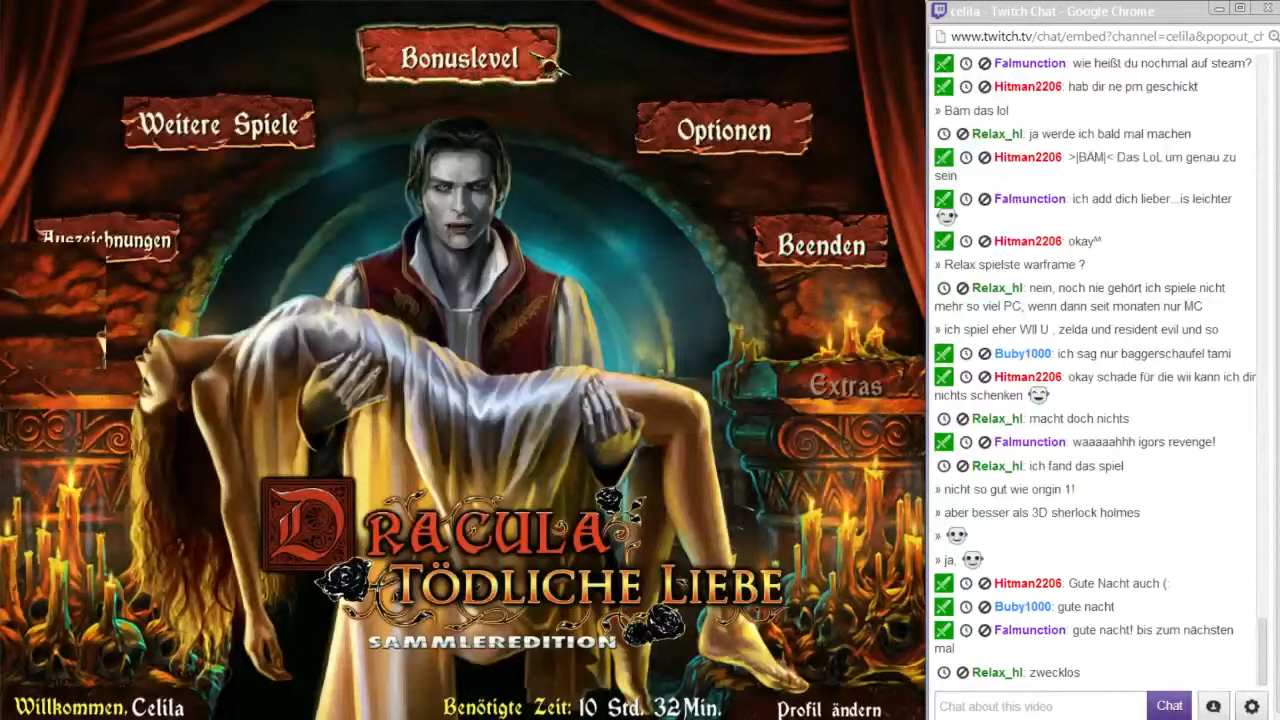 Bonuslevel
Weitere Spiele
Optionen
Auszeichnungen
Beenden
Extras
DRACULA
TÖDLICHE LIEBE
SAMMLEREDITION
Willkommen, Celila
Benötigte Zeit: 10 Std. 32 Min.
Profil ändern
celila - Twitch Chat - Google Chrome
www.twitch.tv/chat/embed?channel=celila&popout_ch
Falmunction: wie heißt du nochmal auf steam?
Hitman2206: hab dir ne pm geschickt
» Bäm das lol
Relax_hl: ja werde ich bald mal machen
Hitman2206: >|BÄM|< Das LoL um genau zu
sein
Falmunction: ich add dich lieber...is leichter
Hitman2206: okay^^
» Relax spielste warframe ?
Relax_hl: nein, noch nie gehört ich spiele nicht
mehr so viel PC, wenn dann seit monaten nur MC
» ich spiel eher WII U , zelda und resident evil und so
Buby1000: ich sag nur baggerschaufel tami
Hitman2206: okay schade für die wii kann ich dir
nichts schenken
Relax_hl: macht doch nichts
Falmunction: waaaaahhh igors revenge!
Relax_hl: ich fand das spiel
» nicht so gut wie origin 1!
» aber besser als 3D sherlock holmes
»
» ja,
Hitman2206: Gute Nacht auch (:
Buby1000: gute nacht
Falmunction: gute nacht! bis zum nächsten
mal
Relax_hl: zwecklos
Chat about this video
Chat